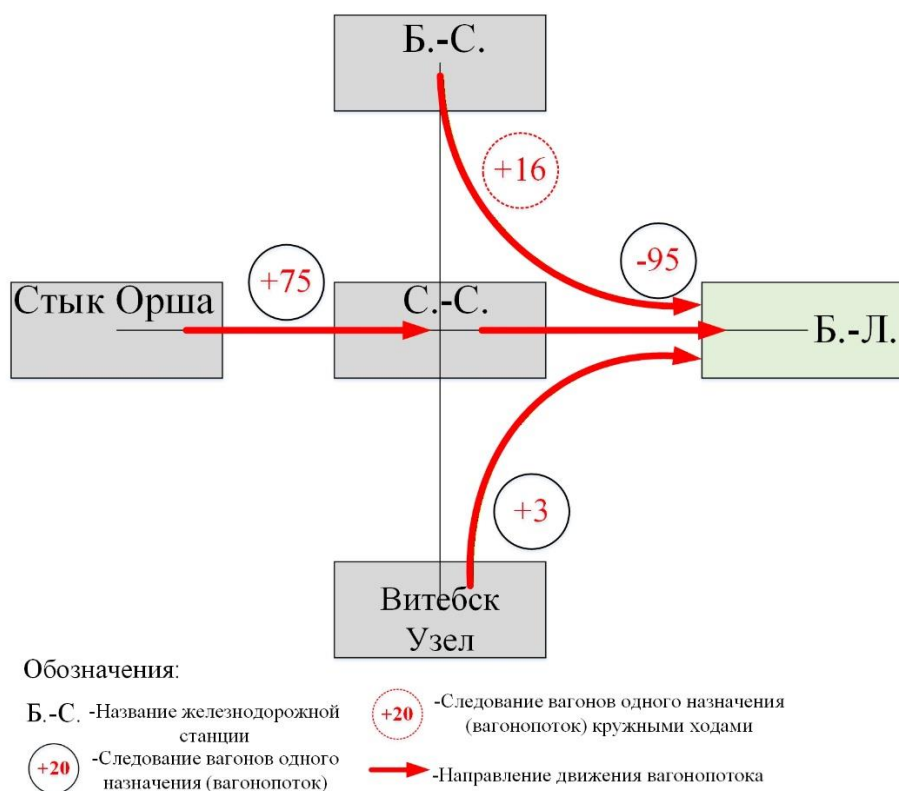 Б.-С.
+16
-95
+75
Стык Орша
С.-С.
Б.-Л.
+3
Витебск
Узел
Обозначения:
Б.-С. -Название железнодорожной
станции
+20 -Следование вагонов одного
назначения (вагонопоток)
+20 -Следование вагонов одного назначения
(вагонопоток) кружными ходами
-Направление движения вагонопотока